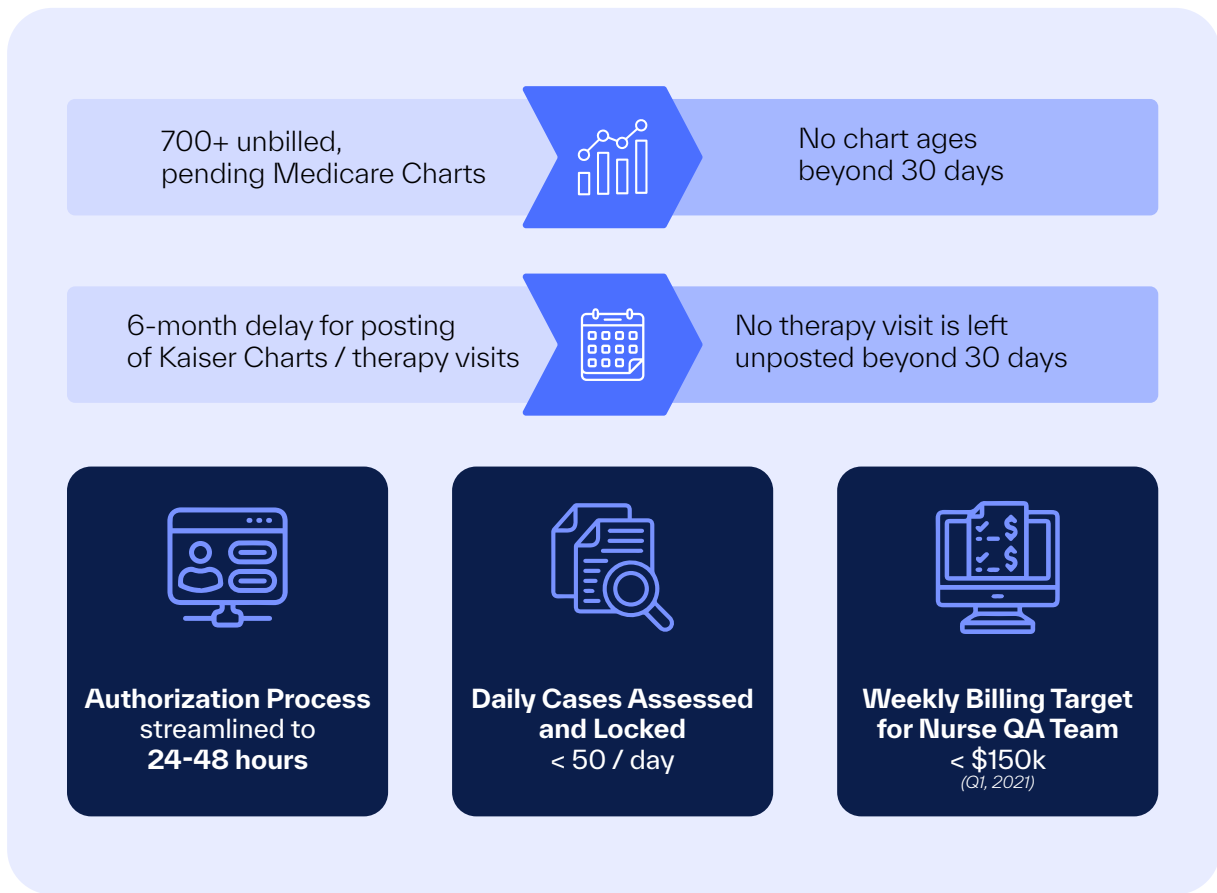 700+ unbilled,
pending Medicare Charts
No chart ages
beyond 30 days
6-month delay for posting
of Kaiser Charts / therapy visits
No therapy visit is left
unposted beyond 30 days
Authorization Process
streamlined to
24-48 hours
Daily Cases Assessed
and Locked
< 50 / day
Weekly Billing Target
for Nurse QA Team
< $150k
(Q1, 2021)